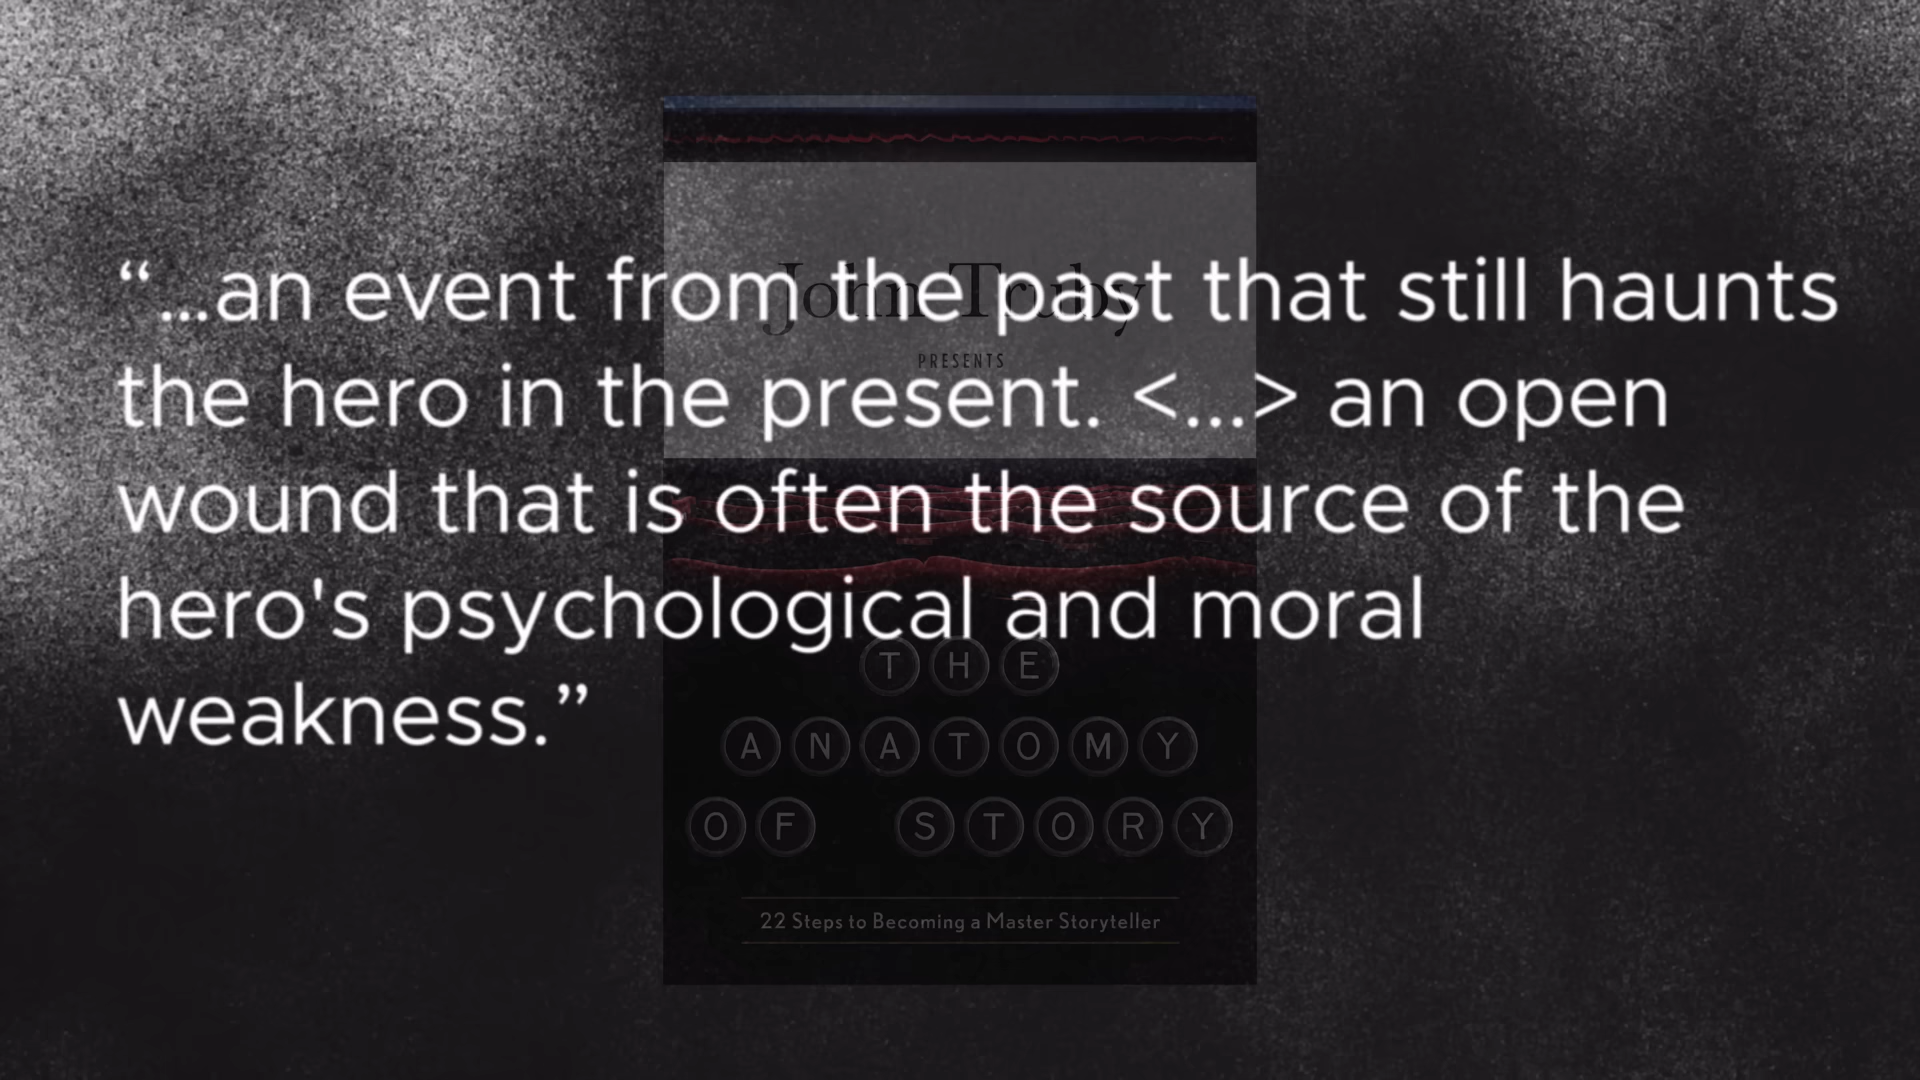 “…an event from the past that still haunts
the hero in the present. <...> an open
wound that is often the source of the
hero's psychological and moral
weakness.”
John Truby
PRESENTS
THE
ANATOMY
OF STORY
22 Steps to Becoming a Master Storyteller